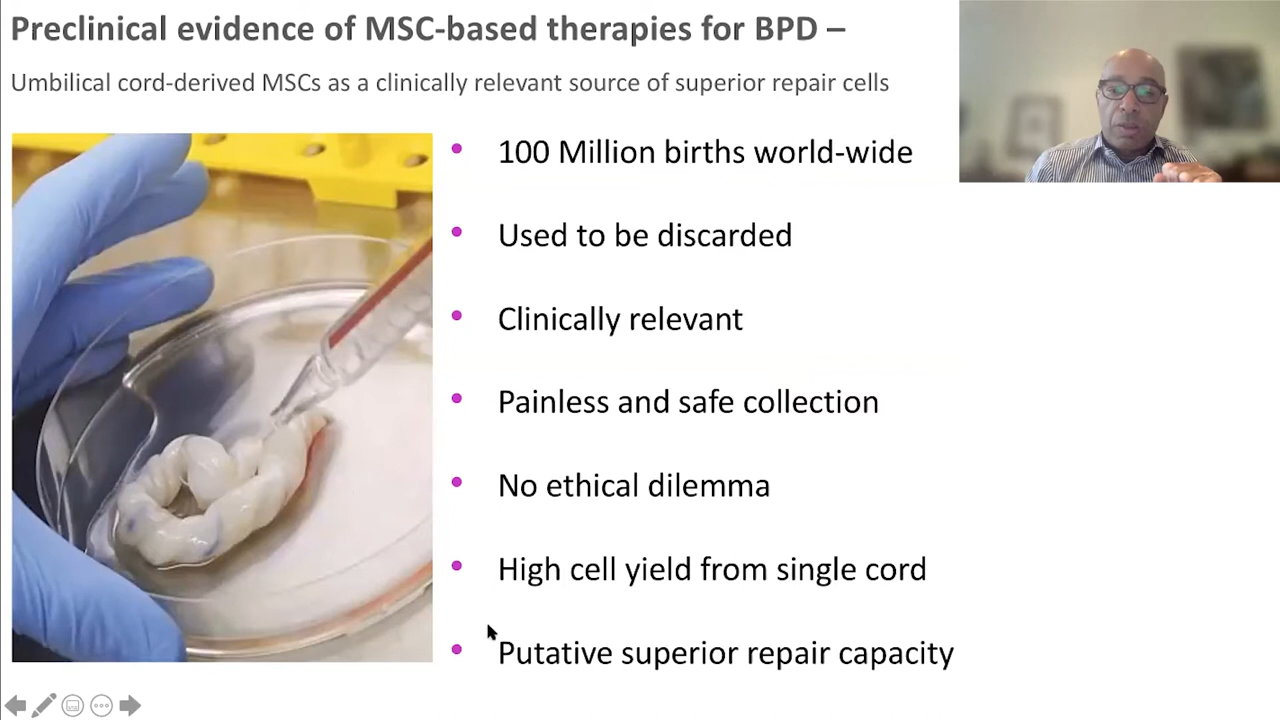 Preclinical evidence of MSC-based therapies for BPD –
Umbilical cord-derived MSCs as a clinically relevant source of superior repair cells
• 100 Million births world-wide
• Used to be discarded
• Clinically relevant
• Painless and safe collection
• No ethical dilemma
• High cell yield from single cord
• Putative superior repair capacity